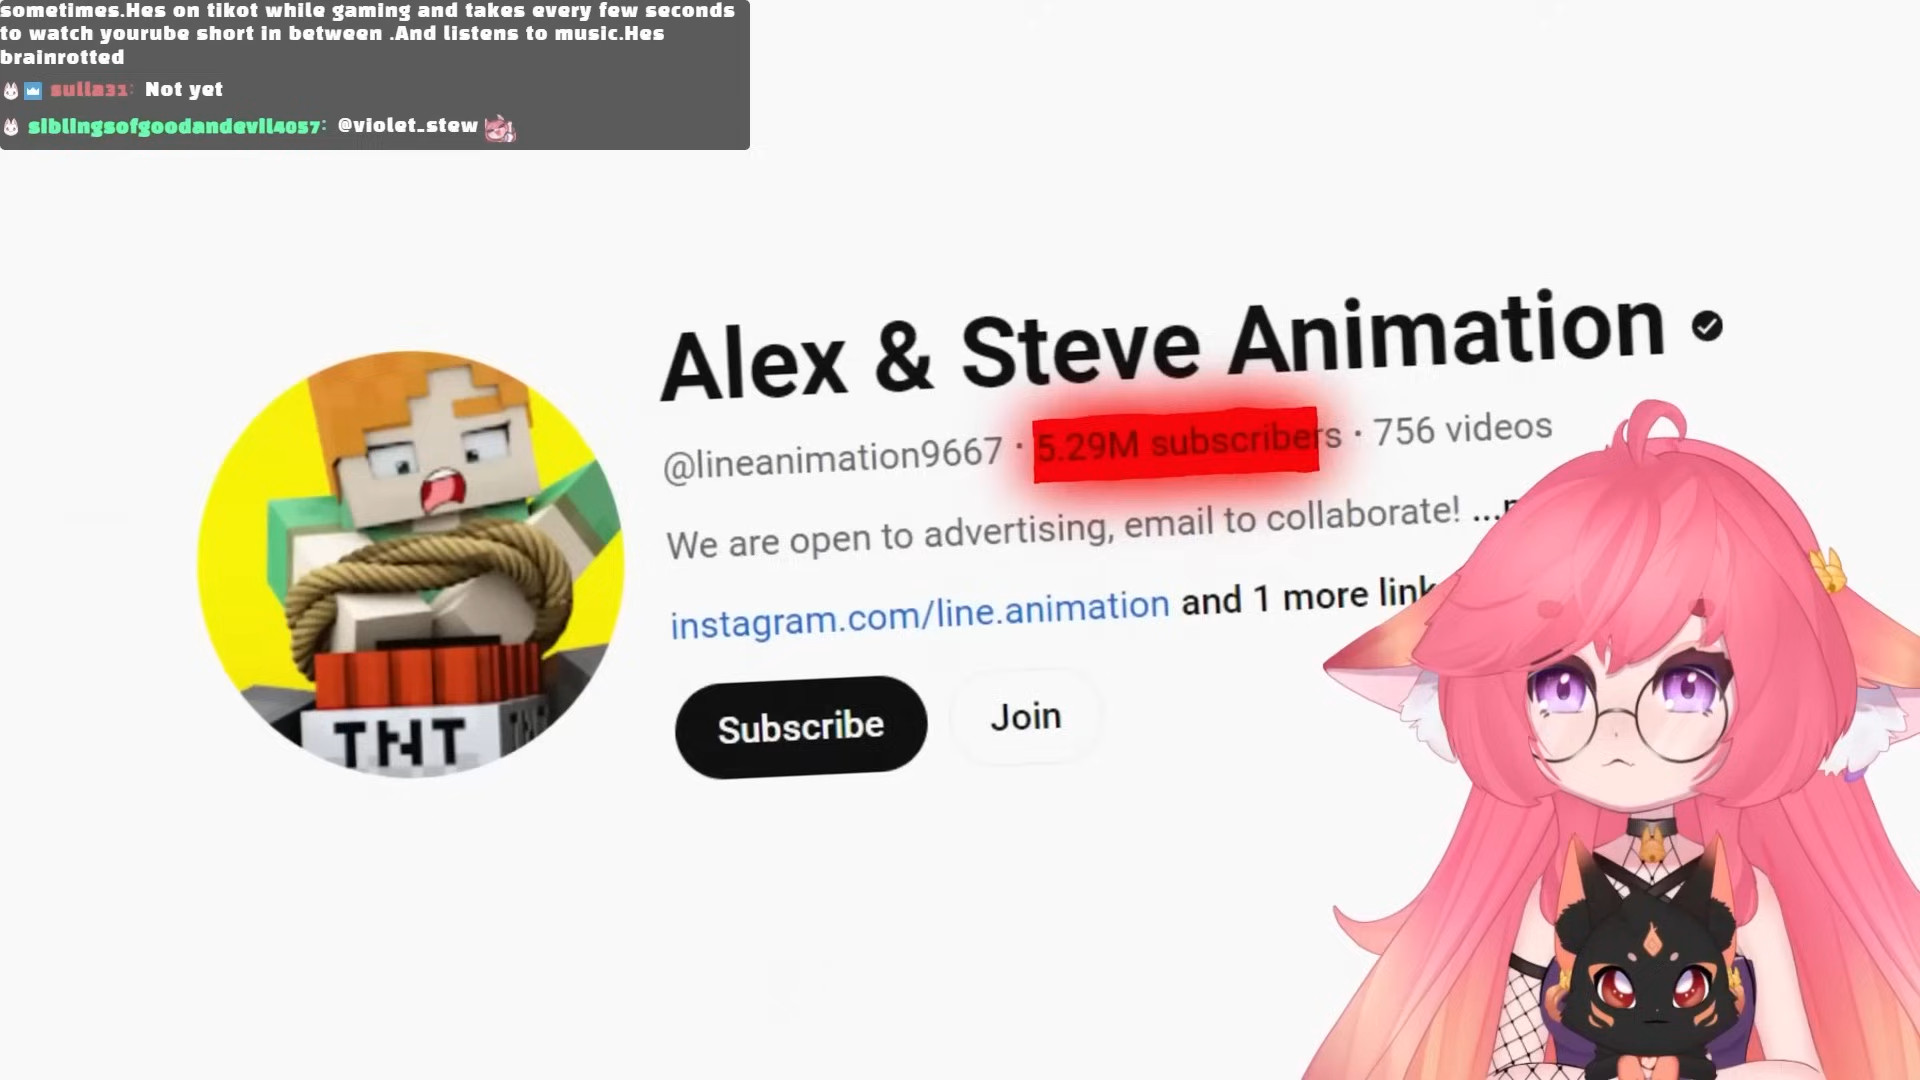 sometimes.Hes on tikot while gaming and takes every few seconds
to watch yourube short in between .And listens to music.Hes
brainrotted
sulla31: Not yet
siblingsofgoodandevil4057: @violet_stew
Alex & Steve Animation
@lineanimation9667 · 5.29M subscribers · 756 videos
We are open to advertising, email to collaborate! ...
instagram.com/line.animation and 1 more link
Subscribe
Join
TNT